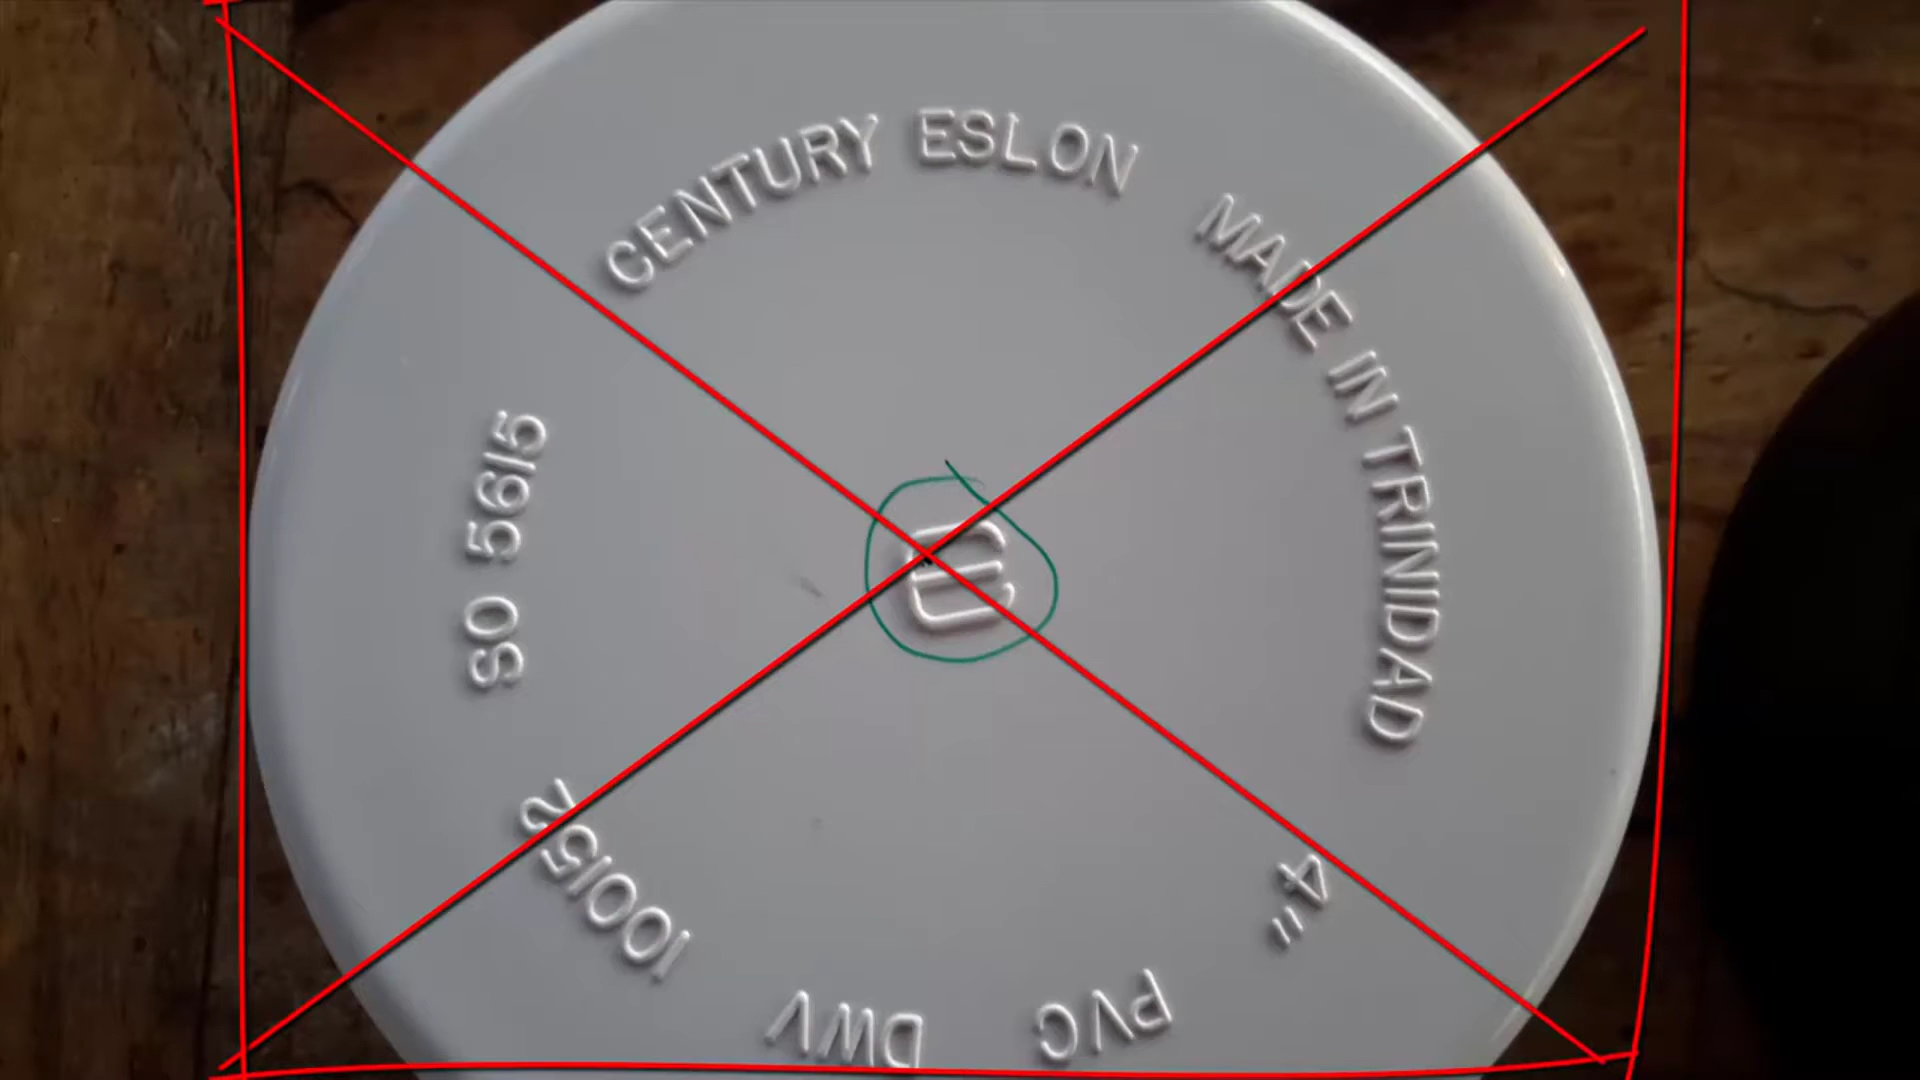 CENTURY ESLON
MADE IN TRINIDAD
4"
PVC
DWV
100152
SO 5615